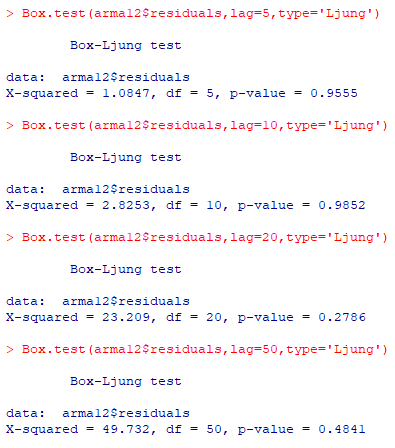 > Box.test(arma12$residuals,lag=5,type='Ljung')
Box-Ljung test
data:  arma12$residuals
X-squared = 1.0847, df = 5, p-value = 0.9555
> Box.test(arma12$residuals,lag=10,type='Ljung')
Box-Ljung test
data:  arma12$residuals
X-squared = 2.8253, df = 10, p-value = 0.9852
> Box.test(arma12$residuals,lag=20,type='Ljung')
Box-Ljung test
data:  arma12$residuals
X-squared = 23.209, df = 20, p-value = 0.2786
> Box.test(arma12$residuals,lag=50,type='Ljung')
Box-Ljung test
data:  arma12$residuals
X-squared = 49.732, df = 50, p-value = 0.4841